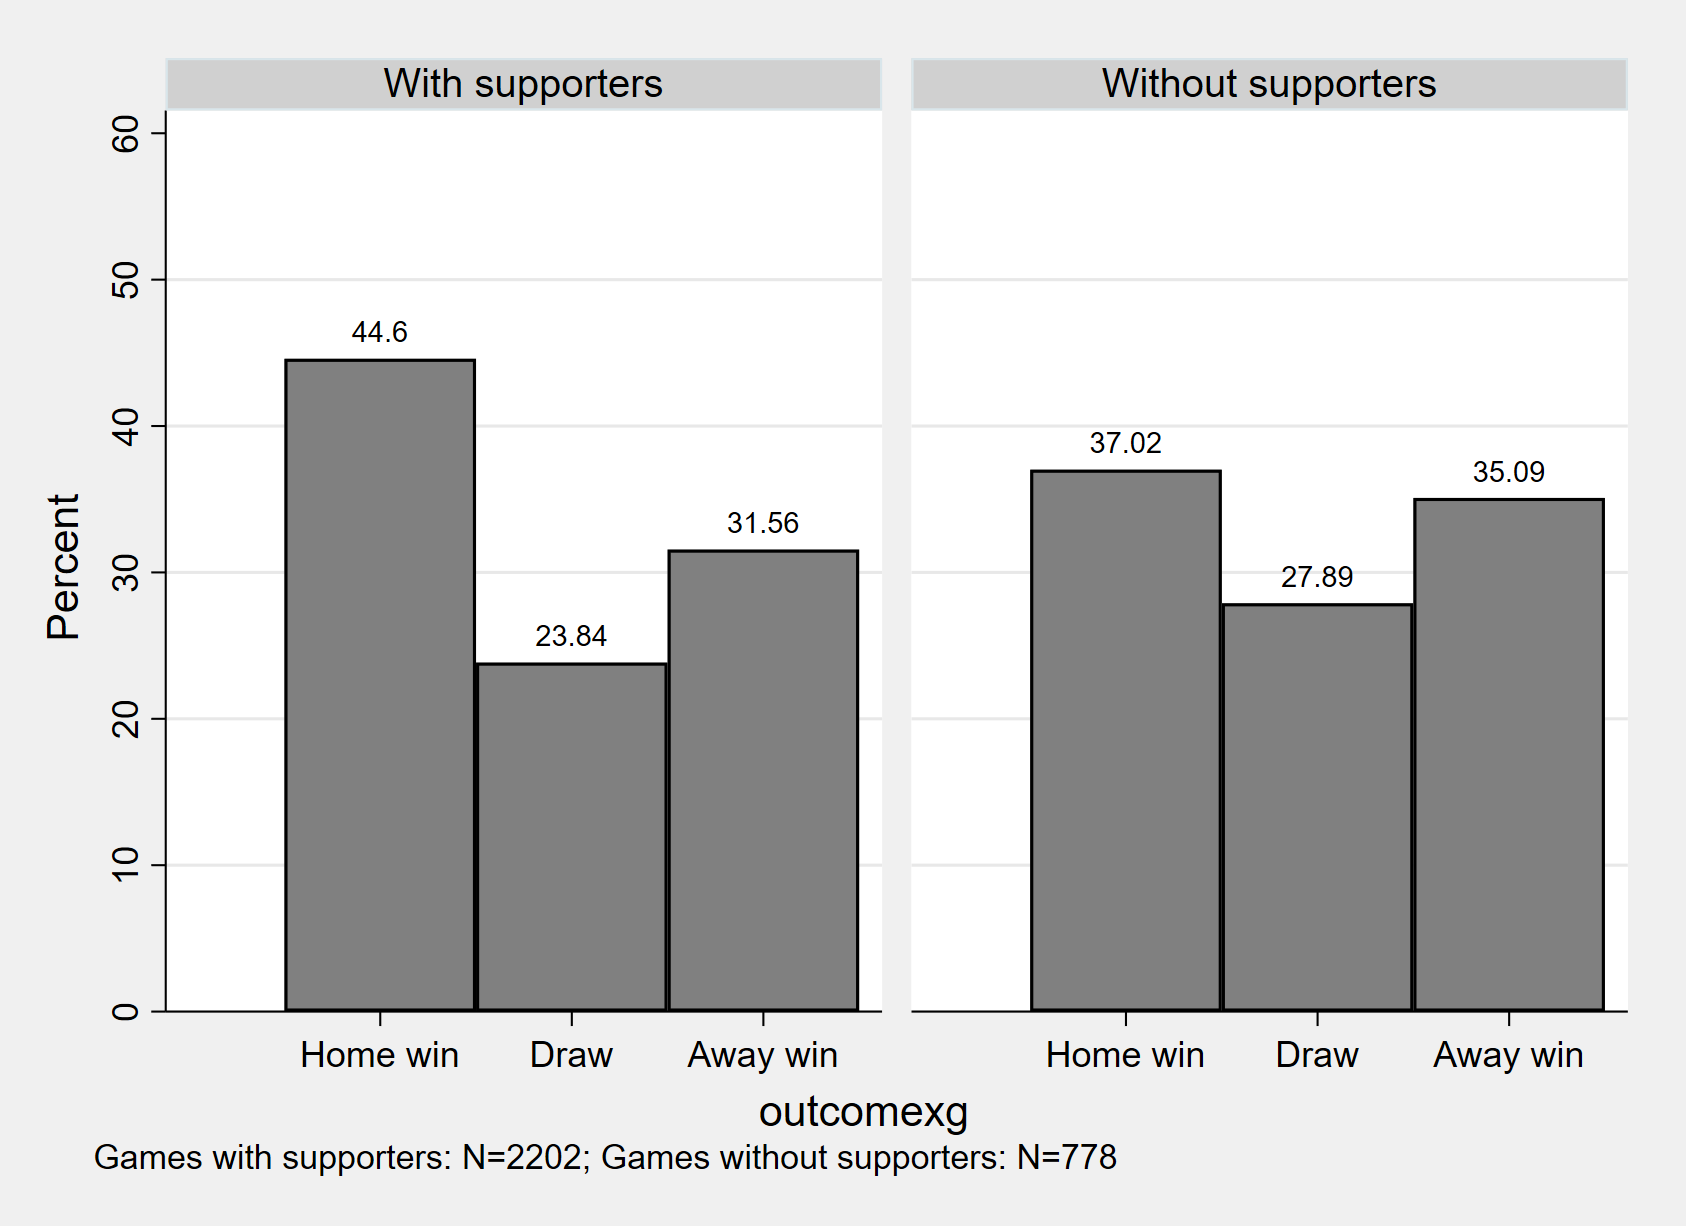 With supporters
Without supporters
Percent
60
50
40
30
20
10
0
44.6
23.84
31.56
37.02
27.89
35.09
Home win Draw Away win
Home win Draw Away win
outcomexg
Games with supporters: N=2202; Games without supporters: N=778